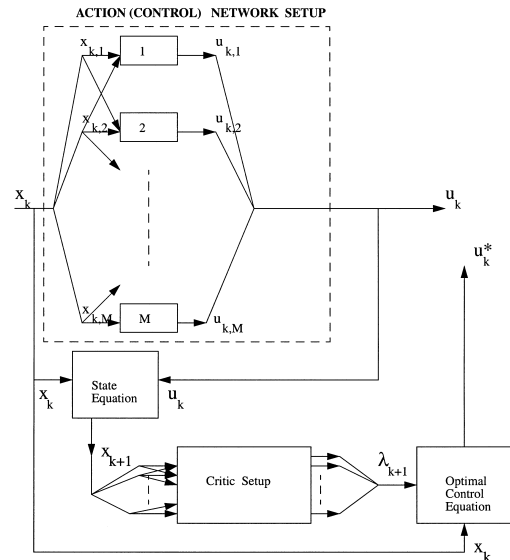 ACTION (CONTROL) NETWORK SETUP
x k,1
1
u k,1
x k,2
2
u k,2
x k
u k
u k *
x k,M
M
u k,M
State
Equation
x k
u k
x k+1
Critic Setup
λ k+1
Optimal
Control
Equation
x k